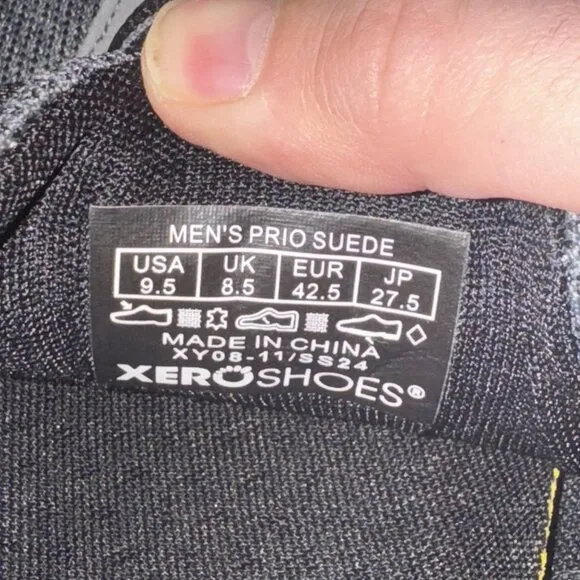 MEN'S PRIO SUEDE
USA UK EUR JP
9.5 8.5 42.5 27.5
MADE IN CHINA
XY08-11/SS24
XEROSHOES®